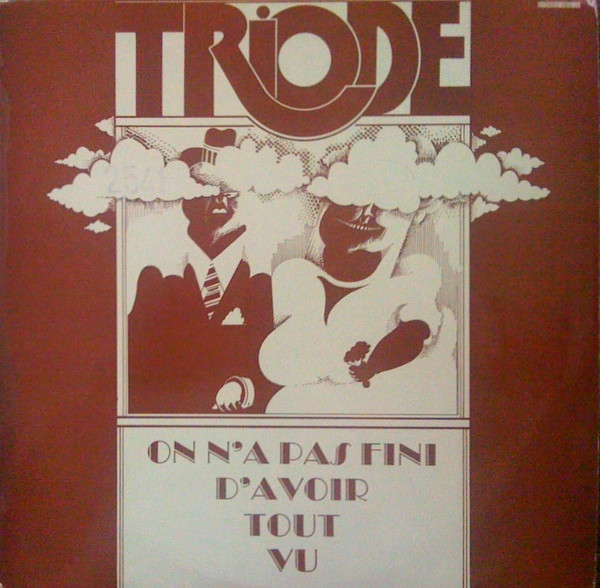 TRIODE
ON N'A PAS FINI
D'AVOIR
TOUT
VU